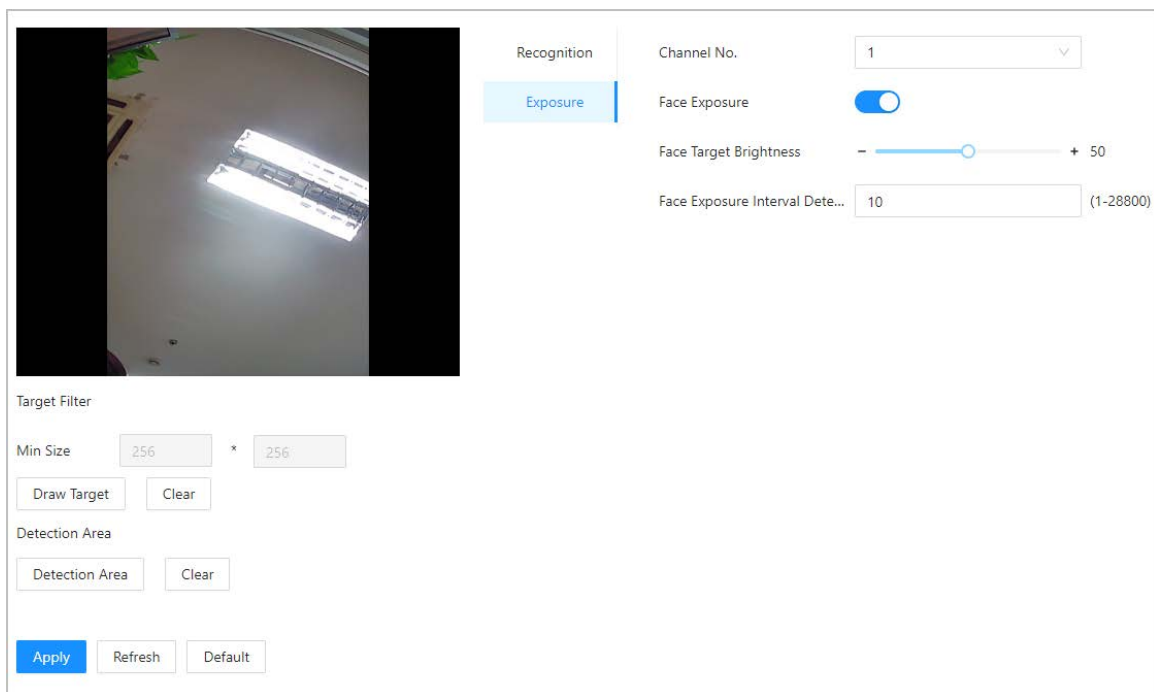 Recognition
Exposure
Channel No.
1
Face Exposure
Face Target Brightness
- + 50
Face Exposure Interval Dete...
10
(1-28800)
Target Filter
Min Size 256 * 256
Draw Target Clear
Detection Area
Detection Area Clear
Apply Refresh Default